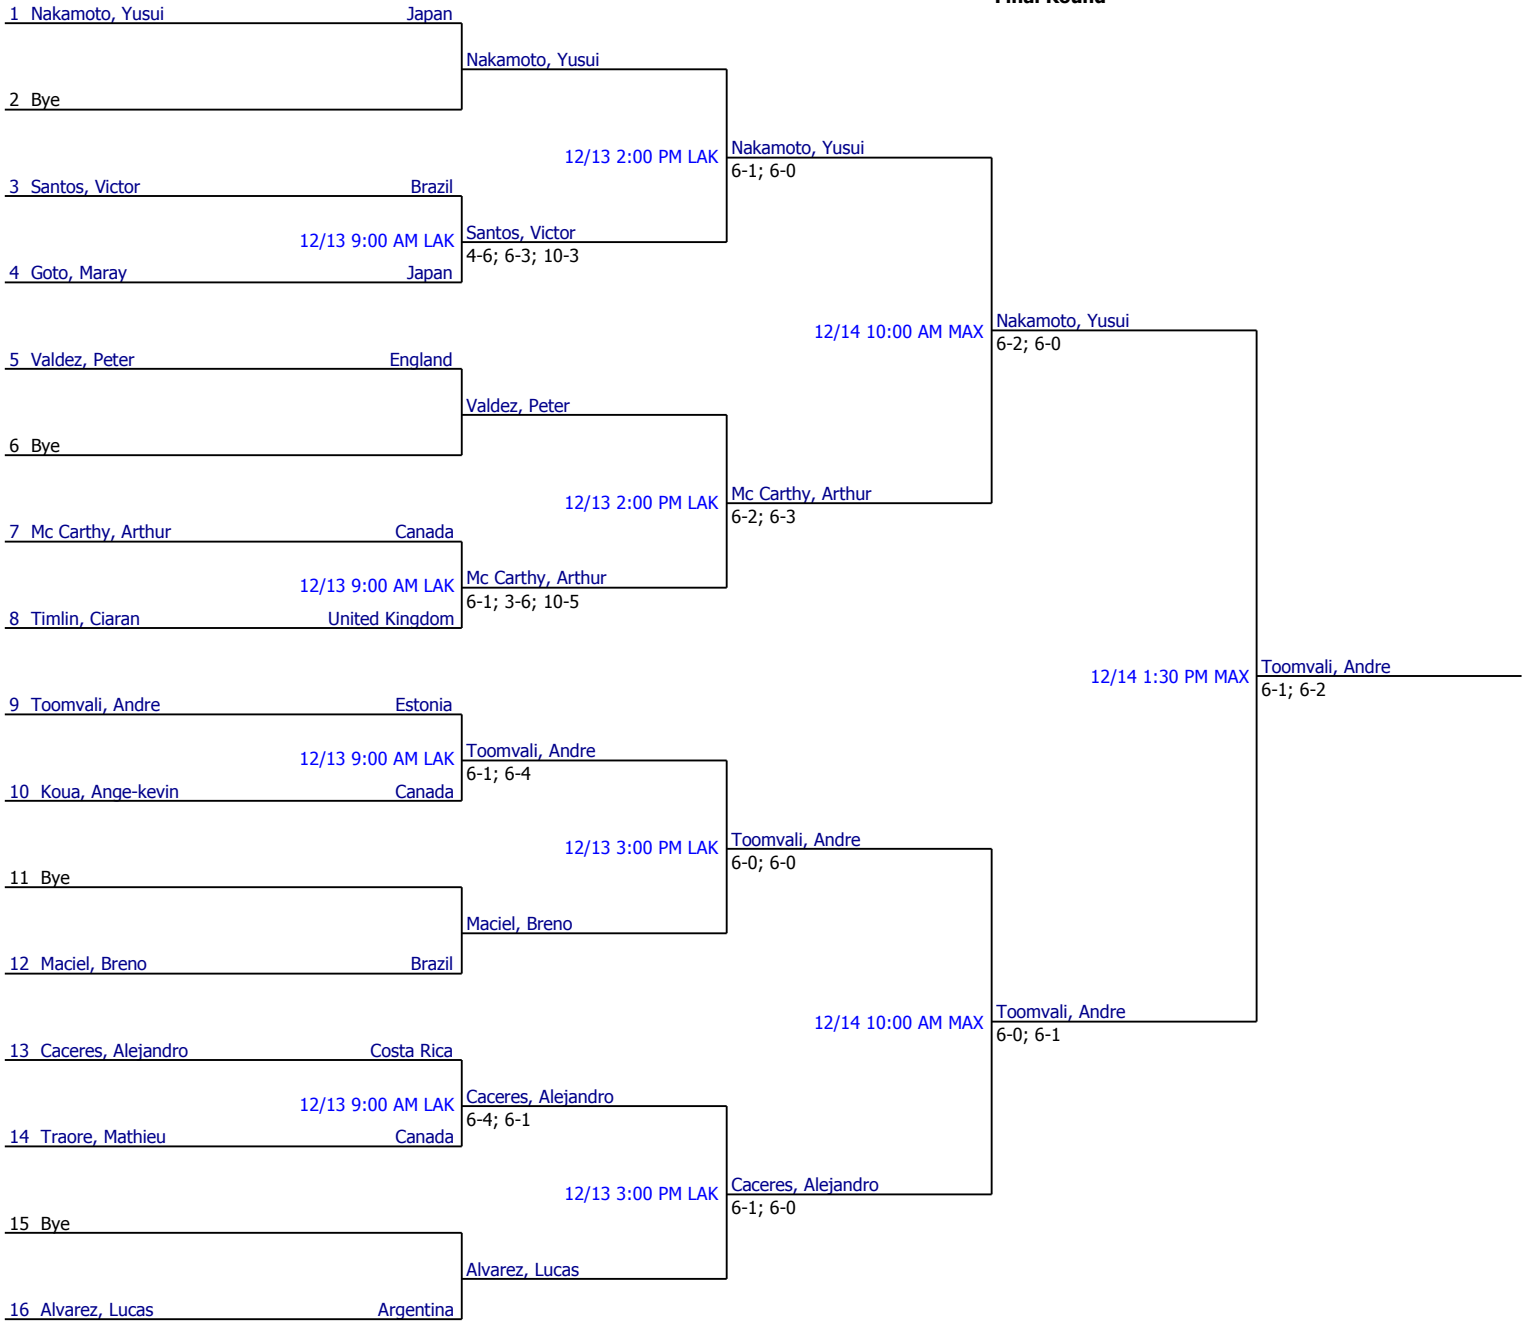 Final Round
1 Nakamoto, Yusui Japan
Nakamoto, Yusui
2 Bye
12/13 2:00 PM LAK Nakamoto, Yusui
6-1; 6-0
3 Santos, Victor Brazil
12/13 9:00 AM LAK Santos, Victor
4-6; 6-3; 10-3
4 Goto, Maray Japan
12/14 10:00 AM MAX Nakamoto, Yusui
6-2; 6-0
5 Valdez, Peter England
Valdez, Peter
6 Bye
12/13 2:00 PM LAK Mc Carthy, Arthur
6-2; 6-3
7 Mc Carthy, Arthur Canada
12/13 9:00 AM LAK Mc Carthy, Arthur
6-1; 3-6; 10-5
8 Timlin, Ciaran United Kingdom
12/14 1:30 PM MAX Toomvali, Andre
6-1; 6-2
9 Toomvali, Andre Estonia
12/13 9:00 AM LAK Toomvali, Andre
6-1; 6-4
10 Koua, Ange-kevin Canada
12/13 3:00 PM LAK Toomvali, Andre
6-0; 6-0
11 Bye
Maciel, Breno
12 Maciel, Breno Brazil
12/14 10:00 AM MAX Toomvali, Andre
6-0; 6-1
13 Caceres, Alejandro Costa Rica
12/13 9:00 AM LAK Caceres, Alejandro
6-4; 6-1
14 Traore, Mathieu Canada
12/13 3:00 PM LAK Caceres, Alejandro
6-1; 6-0
15 Bye
Alvarez, Lucas
16 Alvarez, Lucas Argentina